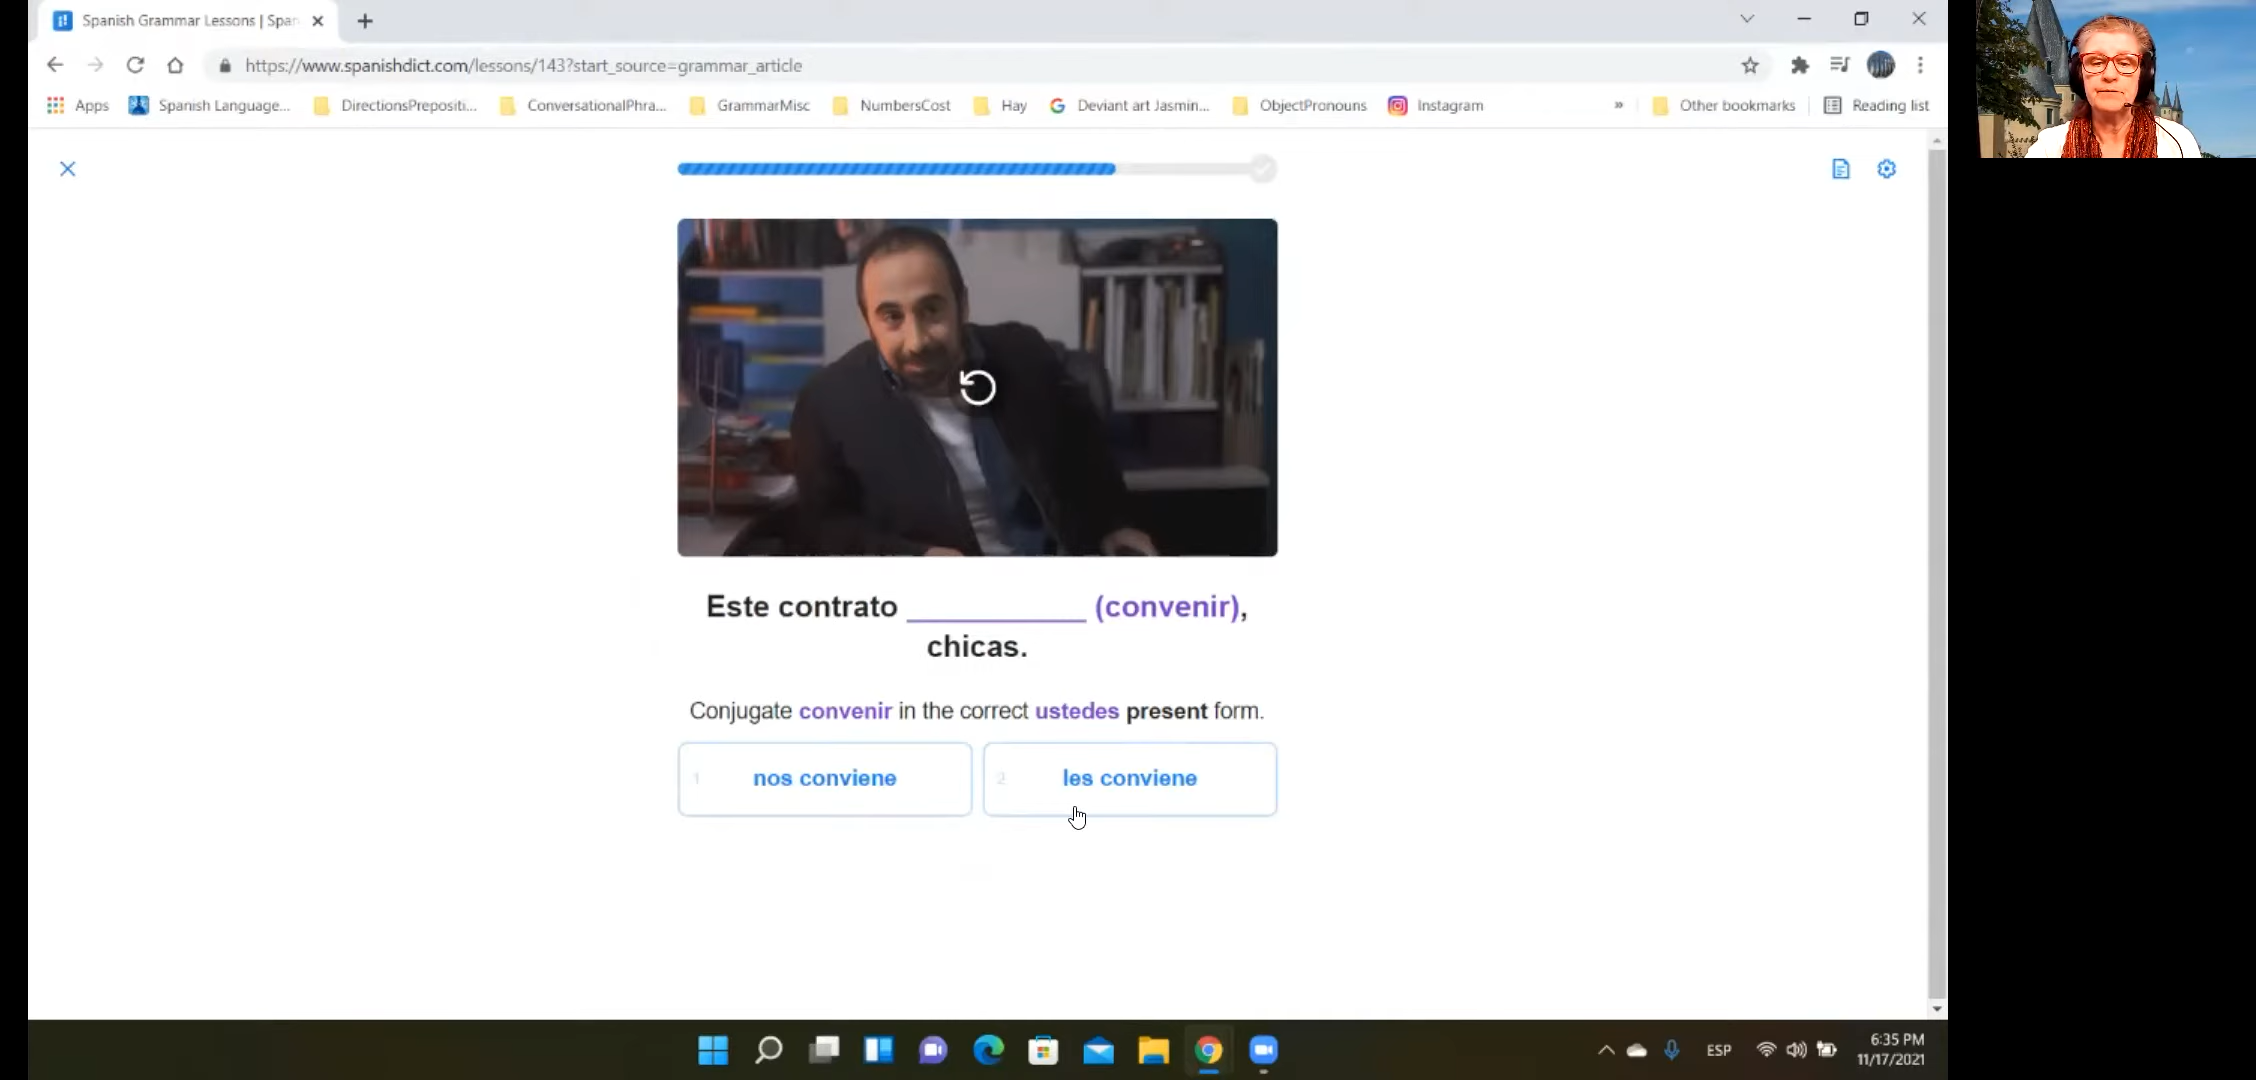 Spanish Grammar Lessons | Span
https://www.spanishdict.com/lessons/143?start_source=grammar_article
Apps
Spanish Language...
DirectionsPrepositi...
ConversationalPhra...
GrammarMisc
NumbersCost
Hay
Deviant art Jasmin...
ObjectPronouns
Instagram
»
Other bookmarks
Reading list
Este contrato ___________ (convenir),
chicas.
Conjugate convenir in the correct ustedes present form.
1 nos conviene
2 les conviene
ESP
6:35 PM
11/17/2021